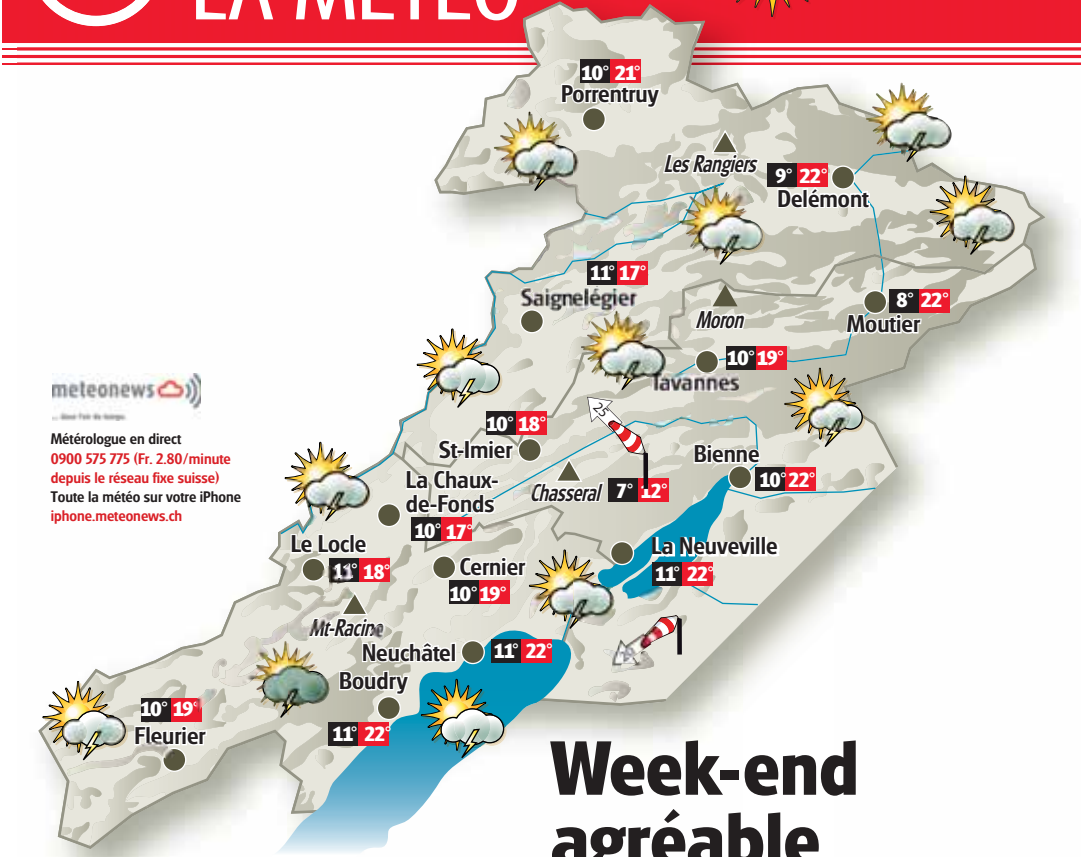 LA MÉTÉO
10° 21°
Porrentruy
Les Rangiers
9° 22°
Delémont
11° 17°
Saignelégier
Moron
8° 22°
Moutier
10° 19°
Tavannes
meteonews
Métérologue en direct
0900 575 775 (Fr. 2.80/minute
depuis le réseau fixe suisse)
Toute la météo sur votre iPhone
iphone.meteonews.ch
25
10° 18°
St-Imier
Bienne
10° 22°
Chasseral 7° 12°
La Chaux-
de-Fonds
10° 17°
Le Locle
11° 18°
Cernier
10° 19°
La Neuveville
11° 22°
Mt-Racine
Neuchâtel 11° 22°
Boudry
11° 22°
10° 19°
Fleurier
Week-end
agréable